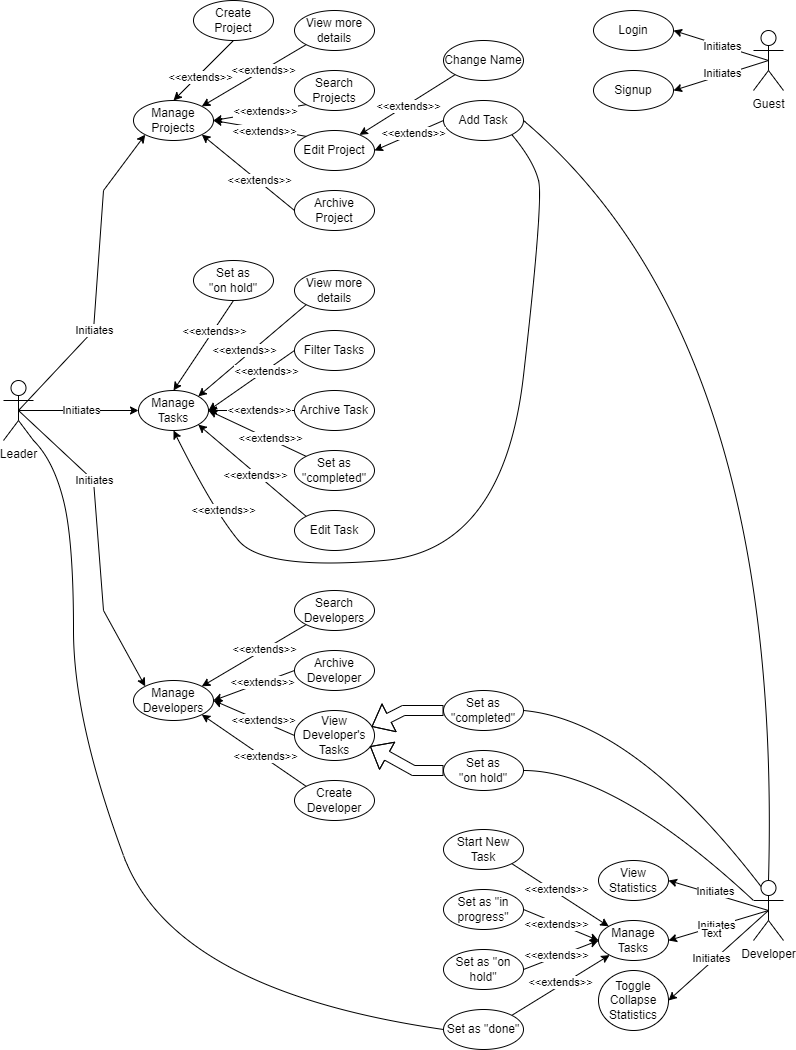 Create
Project
View more
details
Change Name
Login
Initiates
<<extends>>
<<extends>>
Search
Projects
Initiates
Signup
Guest
Manage
Projects
<<extends>>
<<extends>>
<<extends>>
<<extends>>
Edit Project
Add Task
<<extends>>
Archive
Project
Set as
"on hold"
View more
details
Initiates
<<extends>>
<<extends>>
Filter Tasks
<<extends>>
Manage
Tasks
Initiates
<<extends>>
Archive Task
Leader
<<extends>>
Set as
"completed"
Initiates
<<extends>>
<<extends>>
Edit Task
Search
Developers
<<extends>>
Archive
Developer
<<extends>>
Manage
Developers
<<extends>>
View
Developer's
Tasks
Set as
"completed"
<<extends>>
Set as
"on hold"
Create
Developer
Start New
Task
View
Statistics
<<extends>>
Initiates
Set as "in
progress"
<<extends>>
Manage
Tasks
Initiates
Text
Developer
Set as "on
hold"
<<extends>>
Initiates
<<extends>>
Toggle
Collapse
Statistics
Set as "done"